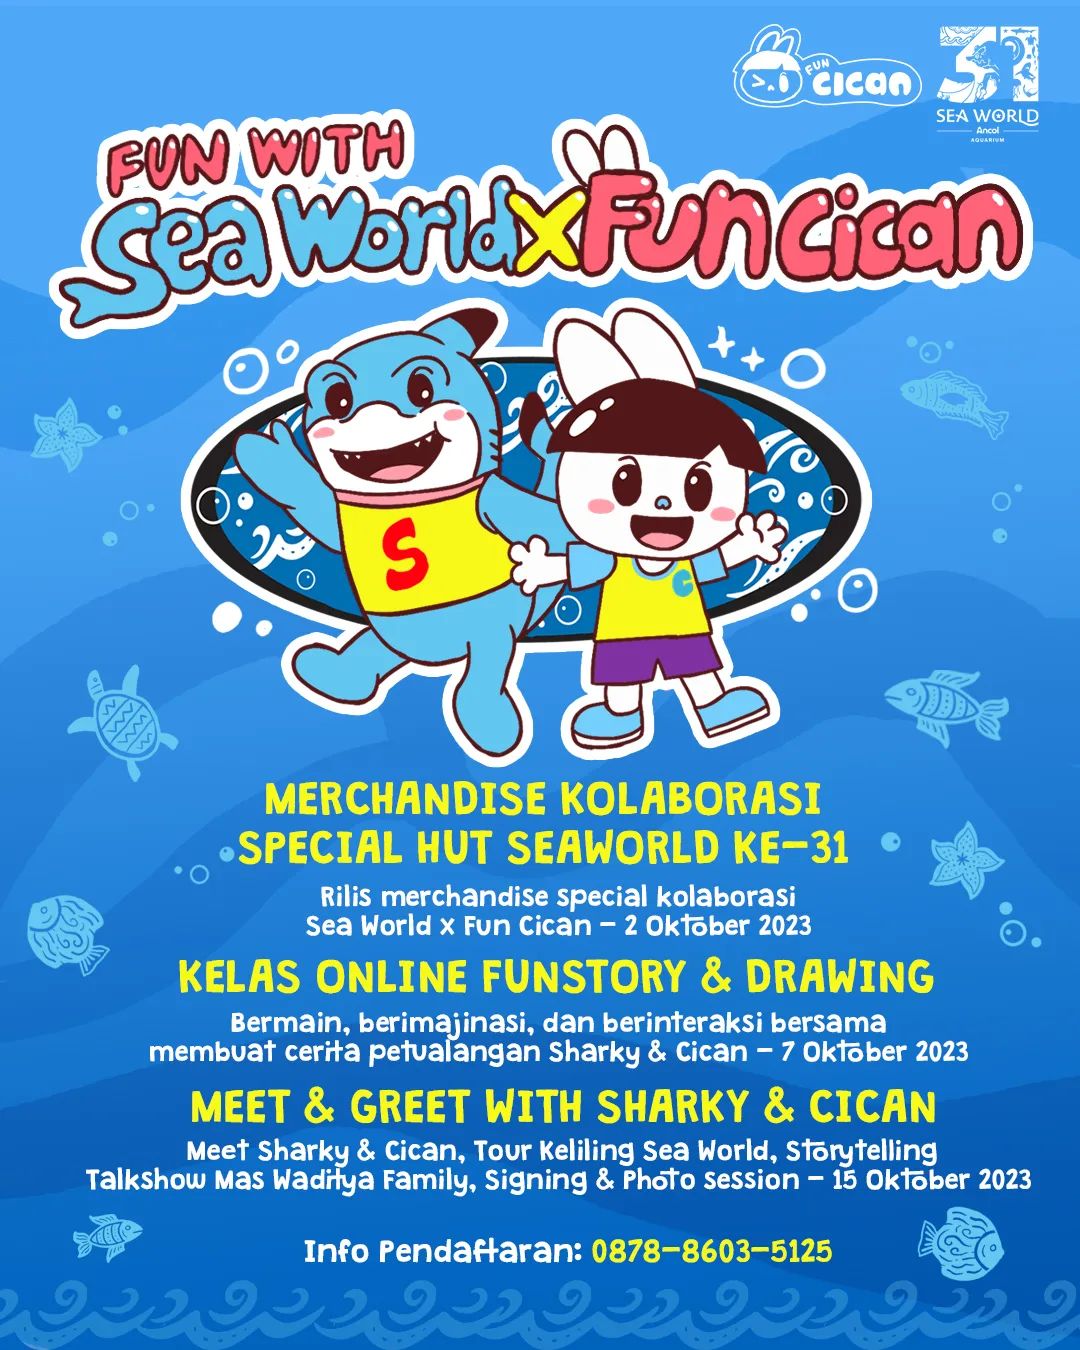 FUN cican
31
SEA WORLD
Ancol
AQUARIUM
FUN WITH
Sea World x Fun Cican
S
C
MERCHANDISE KOLABORASI
SPECIAL HUT SEAWORLD KE-31
Rilis merchandise special kolaborasi
Sea World x Fun Cican - 2 Oktober 2023
KELAS ONLINE FUNSTORY & DRAWING
Bermain, berimajinasi, dan berinteraksi bersama
membuat cerita petualangan Sharky & Cican - 7 Oktober 2023
MEET & GREET WITH SHARKY & CICAN
Meet Sharky & Cican, Tour Keliling Sea World, Storytelling
Talkshow Mas Waditya Family, Signing & Photo session - 15 Oktober 2023
Info Pendaftaran: 0878-8603-5125